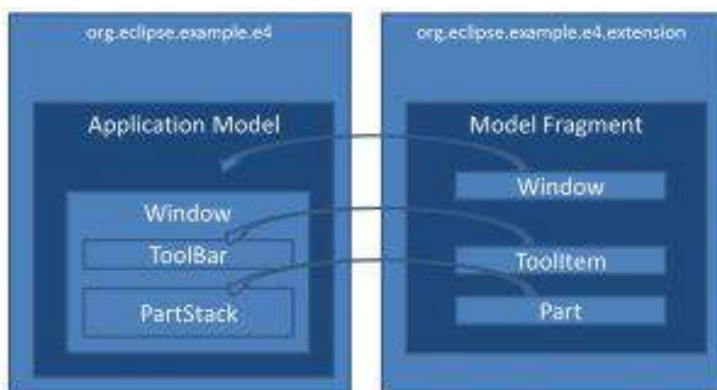 org.eclipse.example.e4
Application Model
Window
ToolBar
PartStack
org.eclipse.example.e4.extension
Model Fragment
Window
ToolItem
Part